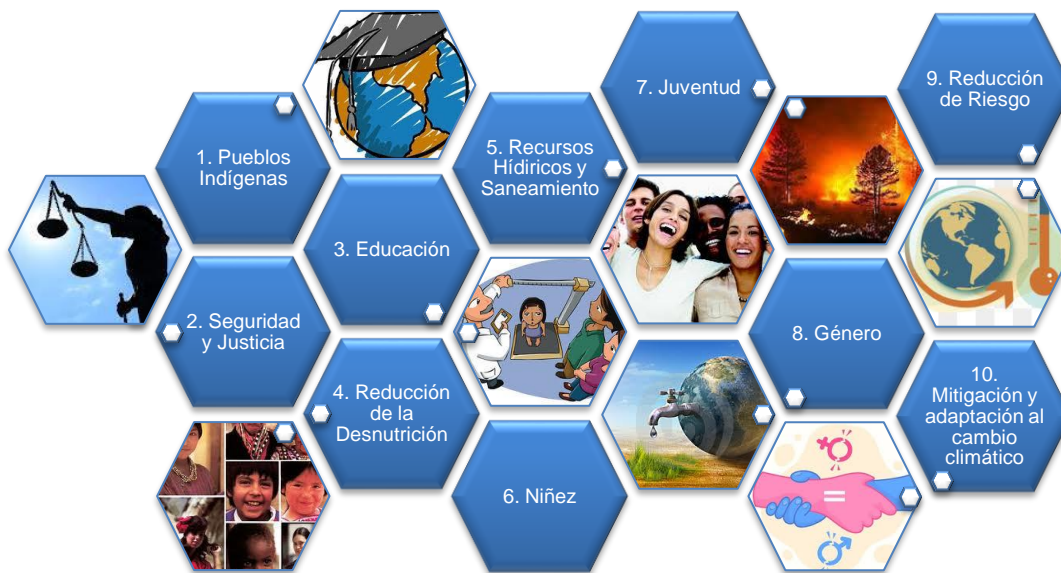 1. Pueblos
Indígenas
2. Seguridad
y Justicia
3. Educación
4. Reducción
de la
Desnutrición
5. Recursos
Hídiricos y
Saneamiento
6. Niñez
7. Juventud
8. Género
9. Reducción
de Riesgo
10.
Mitigación y
adaptación al
cambio
climático